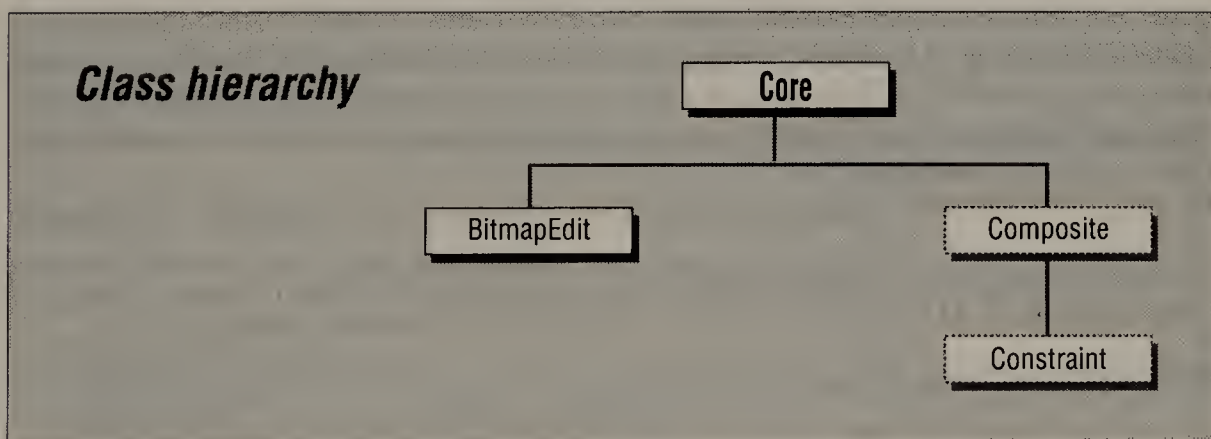 Class hierarchy
Core
BitmapEdit
Composite
Constraint